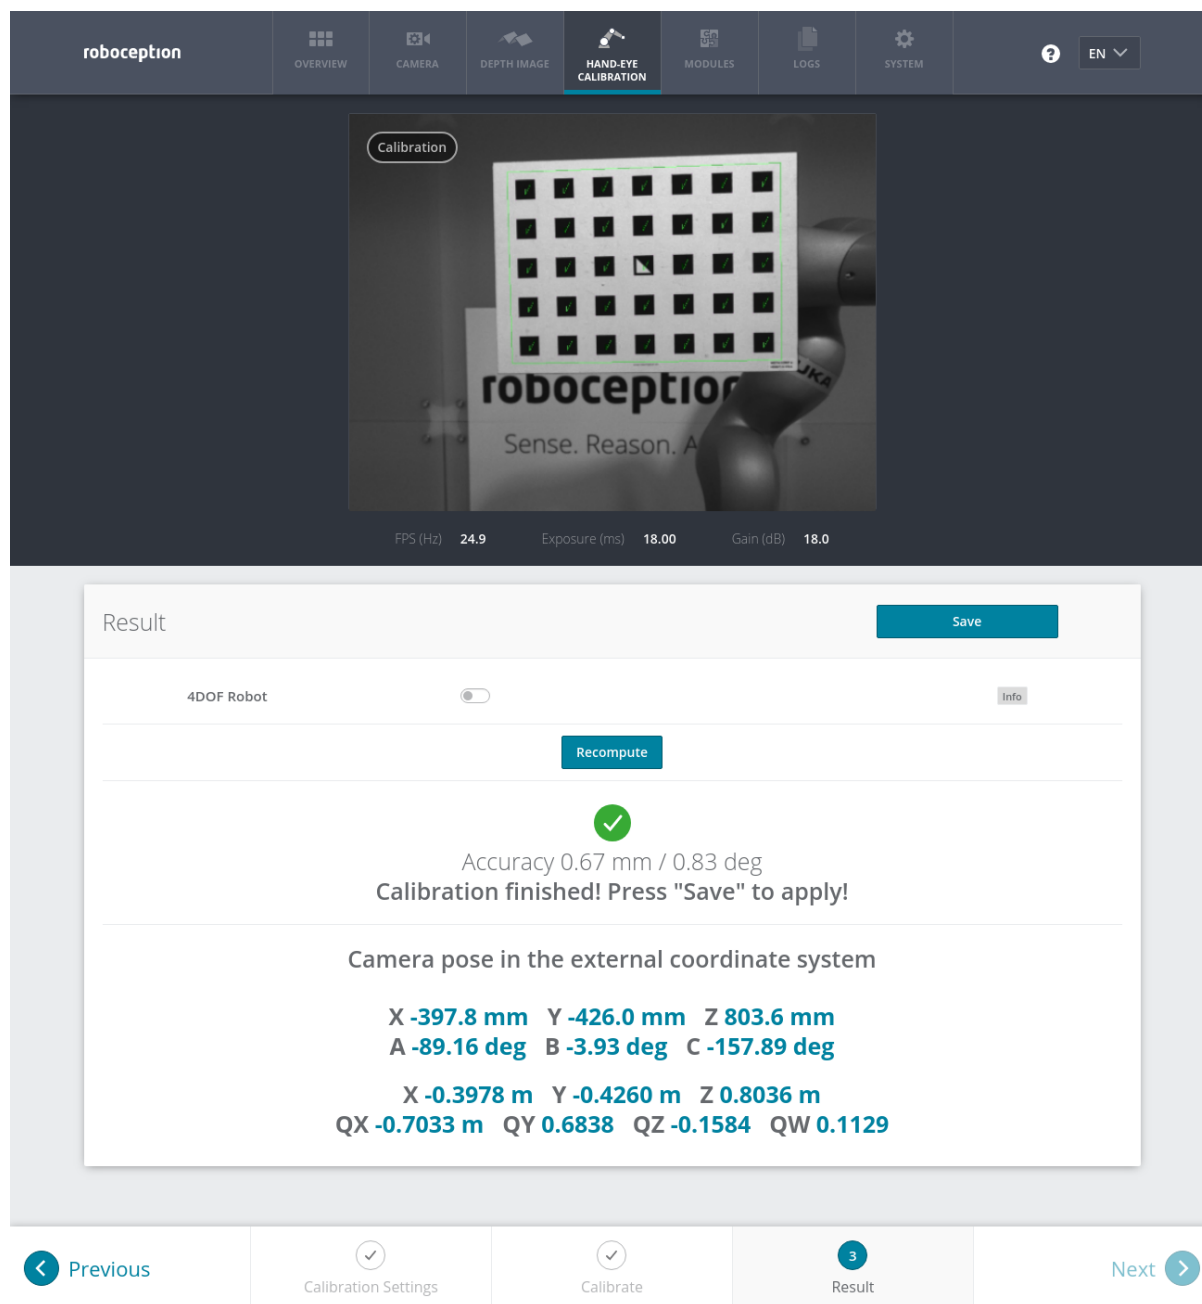 roboception
OVERVIEW
CAMERA
DEPTH IMAGE
HAND-EYE
CALIBRATION
MODULES
LOGS
SYSTEM
EN
Calibration
roboception
Sense. Reason. A
FPS (Hz) 24.9 Exposure (ms) 18.00 Gain (dB) 18.0
Result
Save
4DOF Robot
Info
Recompute
Accuracy 0.67 mm / 0.83 deg
Calibration finished! Press "Save" to apply!
Camera pose in the external coordinate system
X -397.8 mm Y -426.0 mm Z 803.6 mm
A -89.16 deg B -3.93 deg C -157.89 deg
X -0.3978 m Y -0.4260 m Z 0.8036 m
QX -0.7033 m QY 0.6838 QZ -0.1584 QW 0.1129
Previous
Calibration Settings
Calibrate
3
Result
Next